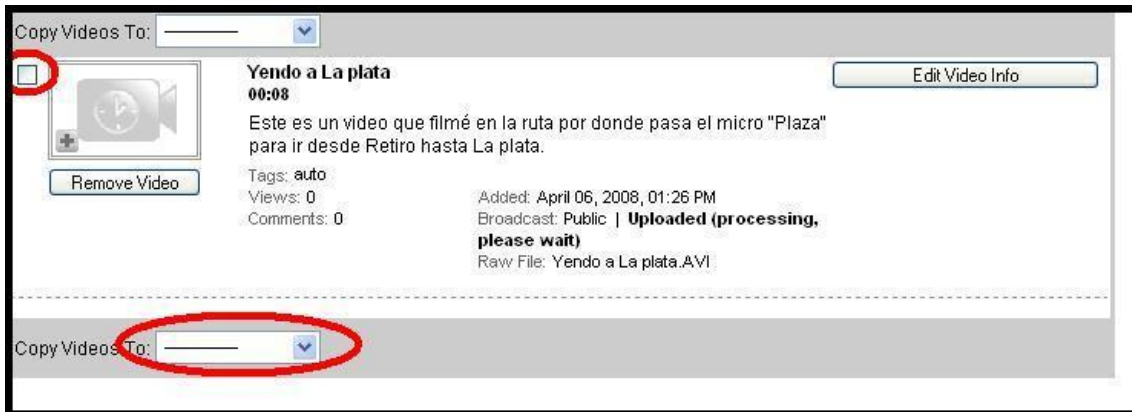 Copy Videos To:
Yendo a La plata
Edit Video Info
00:08
Este es un video que filmé en la ruta por donde pasa el micro "Plaza"
para ir desde Retiro hasta La plata.
Remove Video
Tags: auto
Views: 0
Comments: 0
Added: April 06, 2008, 01:26 PM
Broadcast: Public | Uploaded (processing,
please wait)
Raw File: Yendo a La plata.AVI
Copy Videos To: